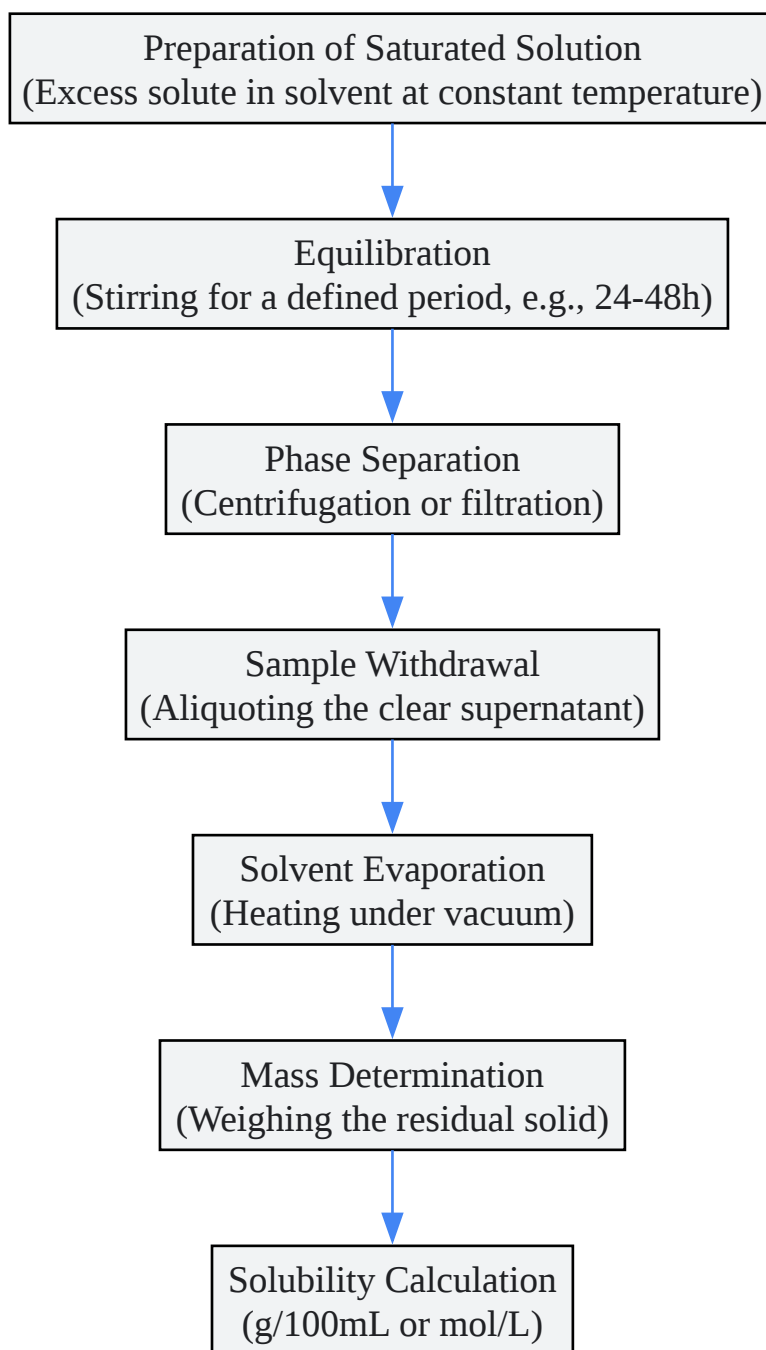 Preparation of Saturated Solution
(Excess solute in solvent at constant temperature)
Equilibration
(Stirring for a defined period, e.g., 24-48h)
Phase Separation
(Centrifugation or filtration)
Sample Withdrawal
(Aliquoting the clear supernatant)
Solvent Evaporation
(Heating under vacuum)
Mass Determination
(Weighing the residual solid)
Solubility Calculation
(g/100mL or mol/L)